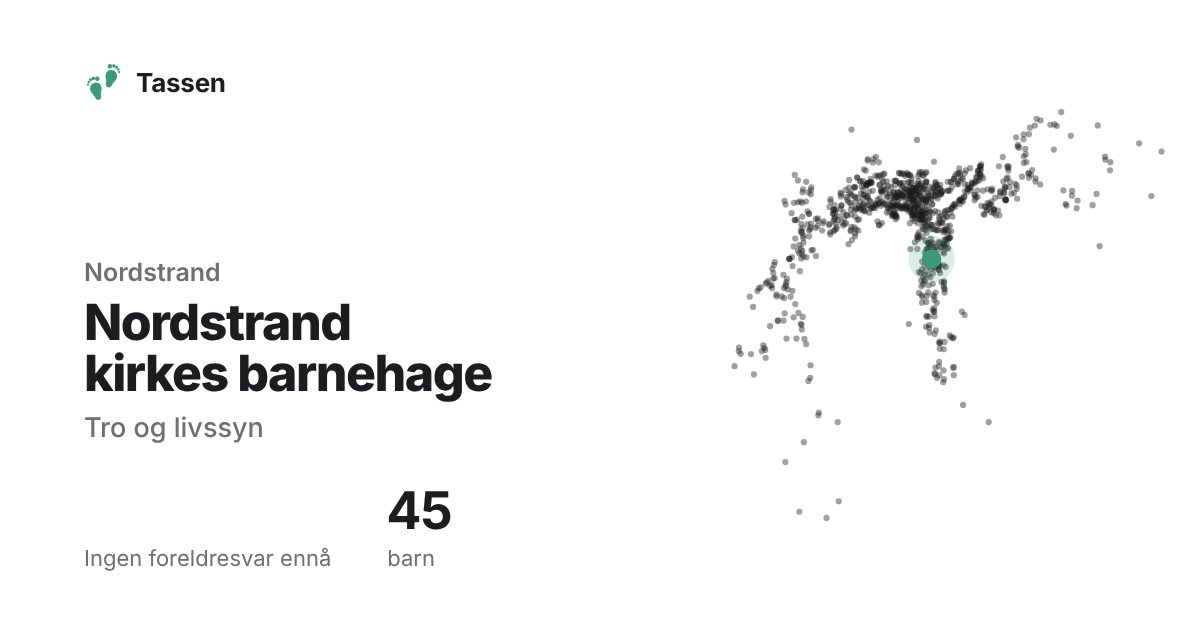 Tassen
Nordstrand
Nordstrand
kirkes barnehage
Tro og livssyn
45
Ingen foreldresvar ennå
barn